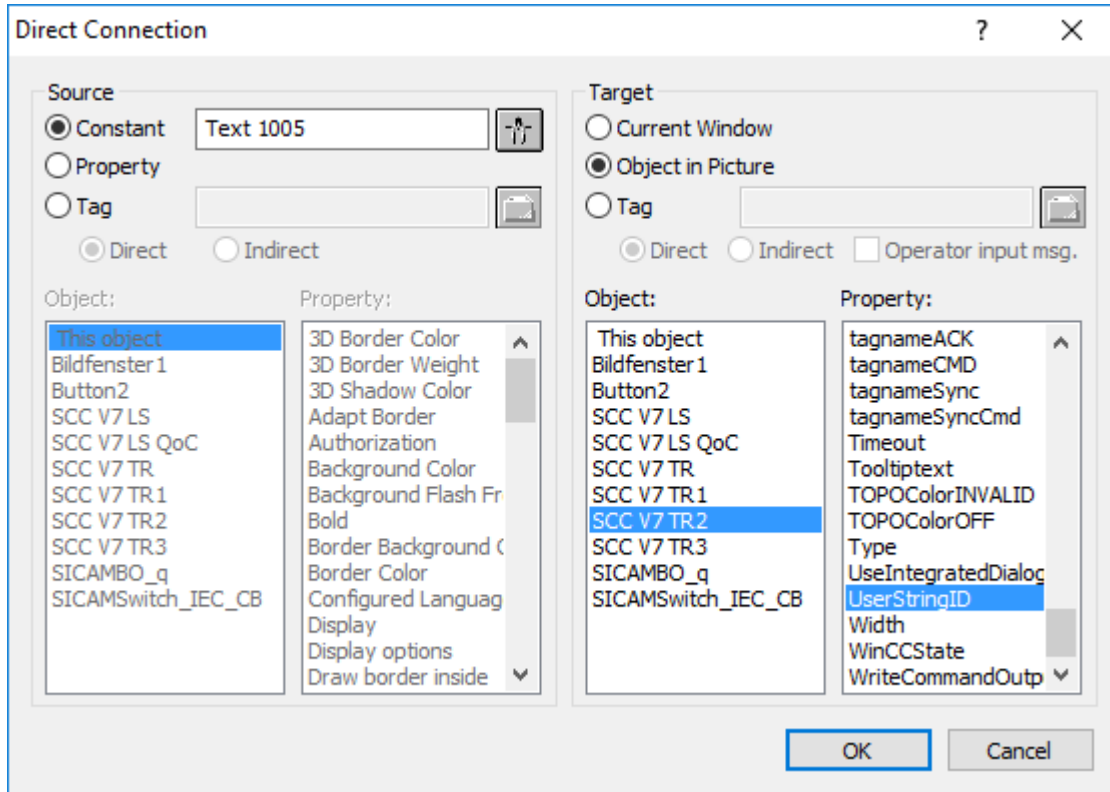 Direct Connection
?
Source
Constant
Text 1005
Property
Tag
Direct
Indirect
Object:
Property:
This object
Bildfenster1
Button2
SCC V7 LS
SCC V7 LS QoC
SCC V7 TR
SCC V7 TR1
SCC V7 TR2
SCC V7 TR3
SICAMBO_q
SICAMSwitch_IEC_CB
3D Border Color
3D Border Weight
3D Shadow Color
Adapt Border
Authorization
Background Color
Background Flash Fr
Bold
Border Background C
Border Color
Configured Languag
Display
Display options
Draw border inside
Target
Current Window
Object in Picture
Tag
Direct
Indirect
Operator input msg.
Object:
Property:
This object
Bildfenster1
Button2
SCC V7 LS
SCC V7 LS QoC
SCC V7 TR
SCC V7 TR1
SCC V7 TR2
SCC V7 TR3
SICAMBO_q
SICAMSwitch_IEC_CB
tagnameACK
tagnameCMD
tagnameSync
tagnameSyncCmd
Timeout
Tooltiptext
TOPOColorINVALID
TOPOColorOFF
Type
UseIntegratedDialog
UserStringID
Width
WinCCState
WriteCommandOutp
OK
Cancel